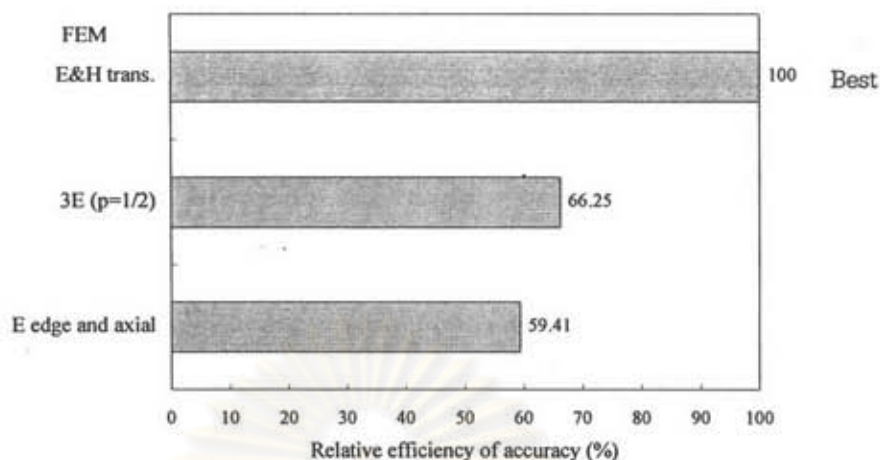 FEM
E&H trans.
100 Best
3E (p=1/2)
66.25
E edge and axial
59.41
0 10 20 30 40 50 60 70 80 90 100
Relative efficiency of accuracy (%)